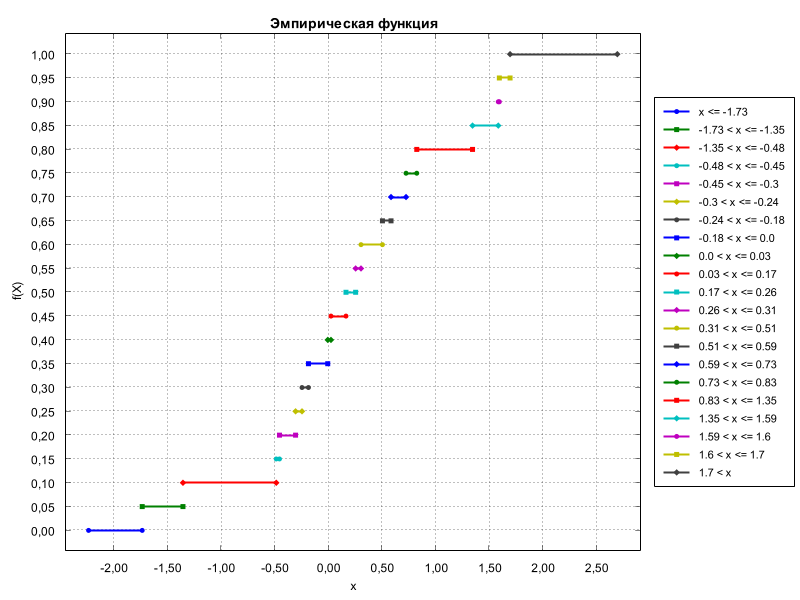 Эмпирическая функция
1,00
0,95
0,90
0,85
0,80
0,75
0,70
0,65
0,60
0,55
0,50
0,45
0,40
0,35
0,30
0,25
0,20
0,15
0,10
0,05
0,00
f(X)
-2,00 -1,50 -1,00 -0,50 0,00 0,50 1,00 1,50 2,00 2,50
x
x <= -1.73
-1.73 < x <= -1.35
-1.35 < x <= -0.48
-0.48 < x <= -0.45
-0.45 < x <= -0.3
-0.3 < x <= -0.24
-0.24 < x <= -0.18
-0.18 < x <= 0.0
0.0 < x <= 0.03
0.03 < x <= 0.17
0.17 < x <= 0.26
0.26 < x <= 0.31
0.31 < x <= 0.51
0.51 < x <= 0.59
0.59 < x <= 0.73
0.73 < x <= 0.83
0.83 < x <= 1.35
1.35 < x <= 1.59
1.59 < x <= 1.6
1.6 < x <= 1.7
1.7 < x